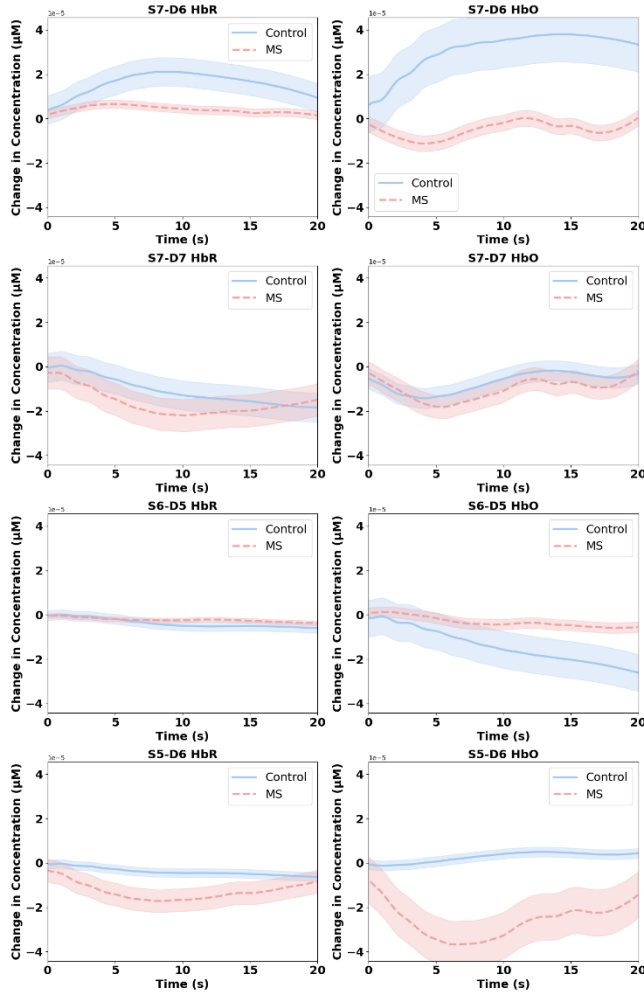 S7-D6 HbR
1e−5
Change in Concentration (μM)
4
2
0
−2
−4
Control
MS
0 5 10 15 20
Time (s)
S7-D6 HbO
1e−5
Change in Concentration (μM)
4
2
0
−2
−4
Control
MS
0 5 10 15 20
Time (s)
S7-D7 HbR
1e−5
Change in Concentration (μM)
4
2
0
−2
−4
Control
MS
0 5 10 15 20
Time (s)
S7-D7 HbO
1e−5
Change in Concentration (μM)
4
2
0
−2
−4
Control
MS
0 5 10 15 20
Time (s)
S6-D5 HbR
1e−5
Change in Concentration (μM)
4
2
0
−2
−4
Control
MS
0 5 10 15 20
Time (s)
S6-D5 HbO
1e−5
Change in Concentration (μM)
4
2
0
−2
−4
Control
MS
0 5 10 15 20
Time (s)
S5-D6 HbR
1e−5
Change in Concentration (μM)
4
2
0
−2
−4
Control
MS
0 5 10 15 20
Time (s)
S5-D6 HbO
1e−5
Change in Concentration (μM)
4
2
0
−2
−4
Control
MS
0 5 10 15 20
Time (s)